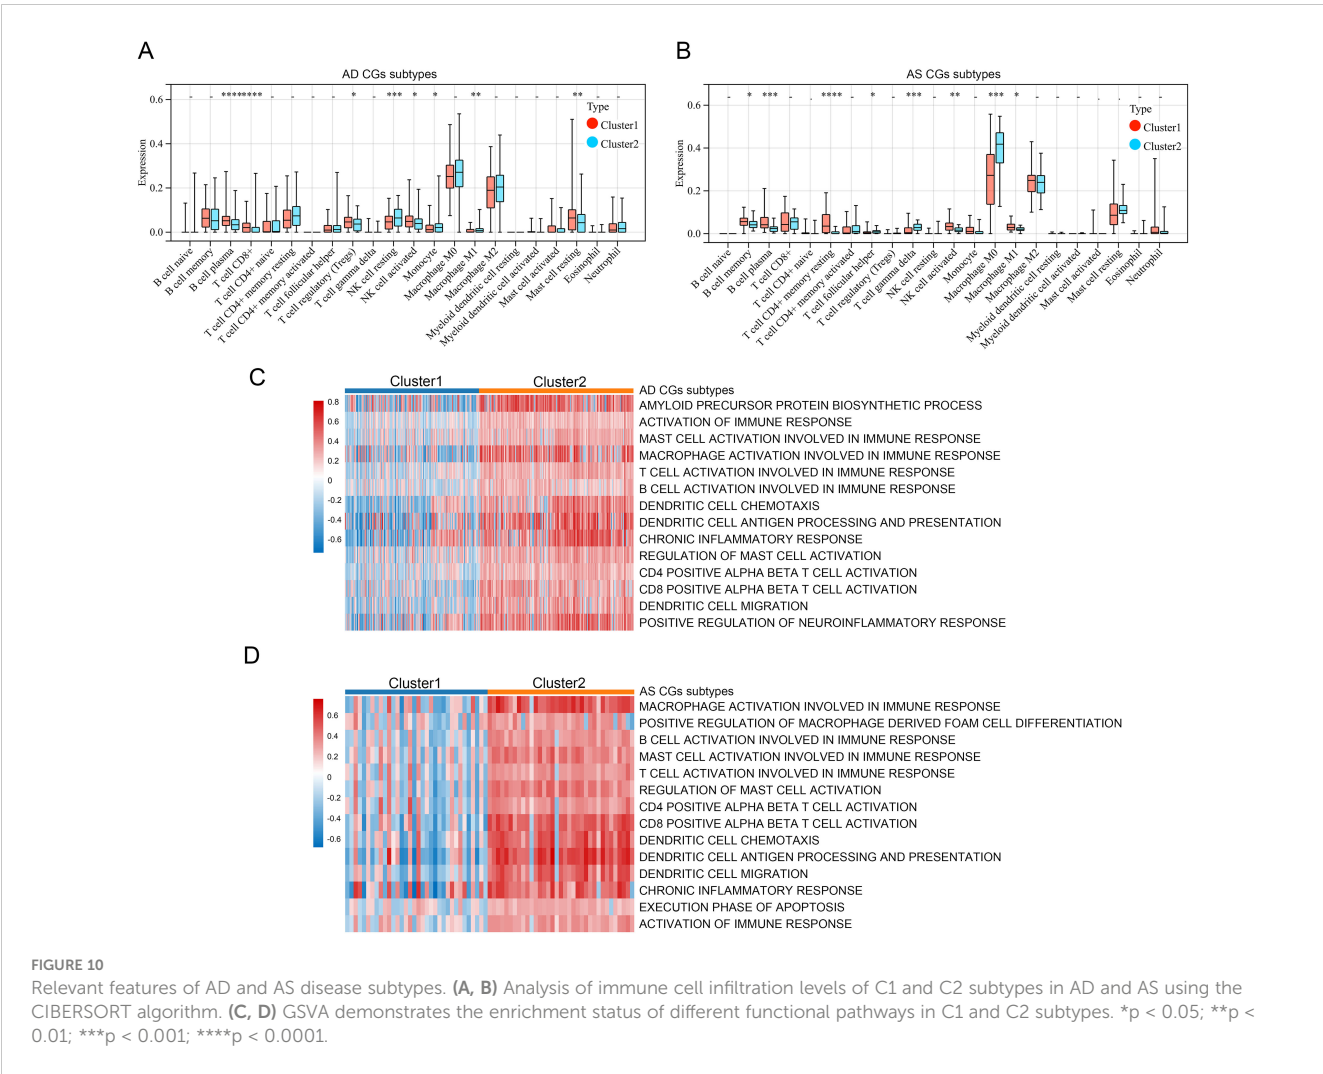 A
AD CGs subtypes
Expression
0.6
0.4
0.2
0.0
- - ******** - - - - * - *** * * - ** - - - - ** - -
Type
Cluster1
Cluster2
B cell naive
B cell memory
B cell plasma
T cell CD8+
T cell CD4+ naive
T cell CD4+ memory resting
T cell CD4+ memory activated
T cell follicular helper
T cell regulatory (Tregs)
T cell gamma delta
NK cell resting
NK cell activated
Monocyte
Macrophage M0
Macrophage M1
Macrophage M2
Myeloid dendritic cell resting
Myeloid dendritic cell activated
Mast cell activated
Mast cell resting
Eosinophil
Neutrophil
B
AS CGs subtypes
Expression
0.6
0.4
0.2
0.0
- * *** - - **** - * - *** - ** - *** * - - - - - - -
Type
Cluster1
Cluster2
B cell naive
B cell memory
B cell plasma
T cell CD8+
T cell CD4+ naive
T cell CD4+ memory resting
T cell CD4+ memory activated
T cell follicular helper
T cell regulatory (Tregs)
T cell gamma delta
NK cell resting
NK cell activated
Monocyte
Macrophage M0
Macrophage M1
Macrophage M2
Myeloid dendritic cell resting
Myeloid dendritic cell activated
Mast cell activated
Mast cell resting
Eosinophil
Neutrophil
C
Cluster1 Cluster2
0.8
0.6
0.4
0.2
0
-0.2
-0.4
-0.6
AD CGs subtypes
AMYLOID PRECURSOR PROTEIN BIOSYNTHETIC PROCESS
ACTIVATION OF IMMUNE RESPONSE
MAST CELL ACTIVATION INVOLVED IN IMMUNE RESPONSE
MACROPHAGE ACTIVATION INVOLVED IN IMMUNE RESPONSE
T CELL ACTIVATION INVOLVED IN IMMUNE RESPONSE
B CELL ACTIVATION INVOLVED IN IMMUNE RESPONSE
DENDRITIC CELL CHEMOTAXIS
DENDRITIC CELL ANTIGEN PROCESSING AND PRESENTATION
CHRONIC INFLAMMATORY RESPONSE
REGULATION OF MAST CELL ACTIVATION
CD4 POSITIVE ALPHA BETA T CELL ACTIVATION
CD8 POSITIVE ALPHA BETA T CELL ACTIVATION
DENDRITIC CELL MIGRATION
POSITIVE REGULATION OF NEUROINFLAMMATORY RESPONSE
D
Cluster1 Cluster2
0.6
0.4
0.2
0
-0.2
-0.4
-0.6
AS CGs subtypes
MACROPHAGE ACTIVATION INVOLVED IN IMMUNE RESPONSE
POSITIVE REGULATION OF MACROPHAGE DERIVED FOAM CELL DIFFERENTIATION
B CELL ACTIVATION INVOLVED IN IMMUNE RESPONSE
MAST CELL ACTIVATION INVOLVED IN IMMUNE RESPONSE
T CELL ACTIVATION INVOLVED IN IMMUNE RESPONSE
REGULATION OF MAST CELL ACTIVATION
CD4 POSITIVE ALPHA BETA T CELL ACTIVATION
CD8 POSITIVE ALPHA BETA T CELL ACTIVATION
DENDRITIC CELL CHEMOTAXIS
DENDRITIC CELL ANTIGEN PROCESSING AND PRESENTATION
DENDRITIC CELL MIGRATION
CHRONIC INFLAMMATORY RESPONSE
EXECUTION PHASE OF APOPTOSIS
ACTIVATION OF IMMUNE RESPONSE
FIGURE 10
Relevant features of AD and AS disease subtypes. (A, B) Analysis of immune cell infiltration levels of C1 and C2 subtypes in AD and AS using the
CIBERSORT algorithm. (C, D) GSVA demonstrates the enrichment status of different functional pathways in C1 and C2 subtypes. *p < 0.05; **p <
0.01; ***p < 0.001; ****p < 0.0001.